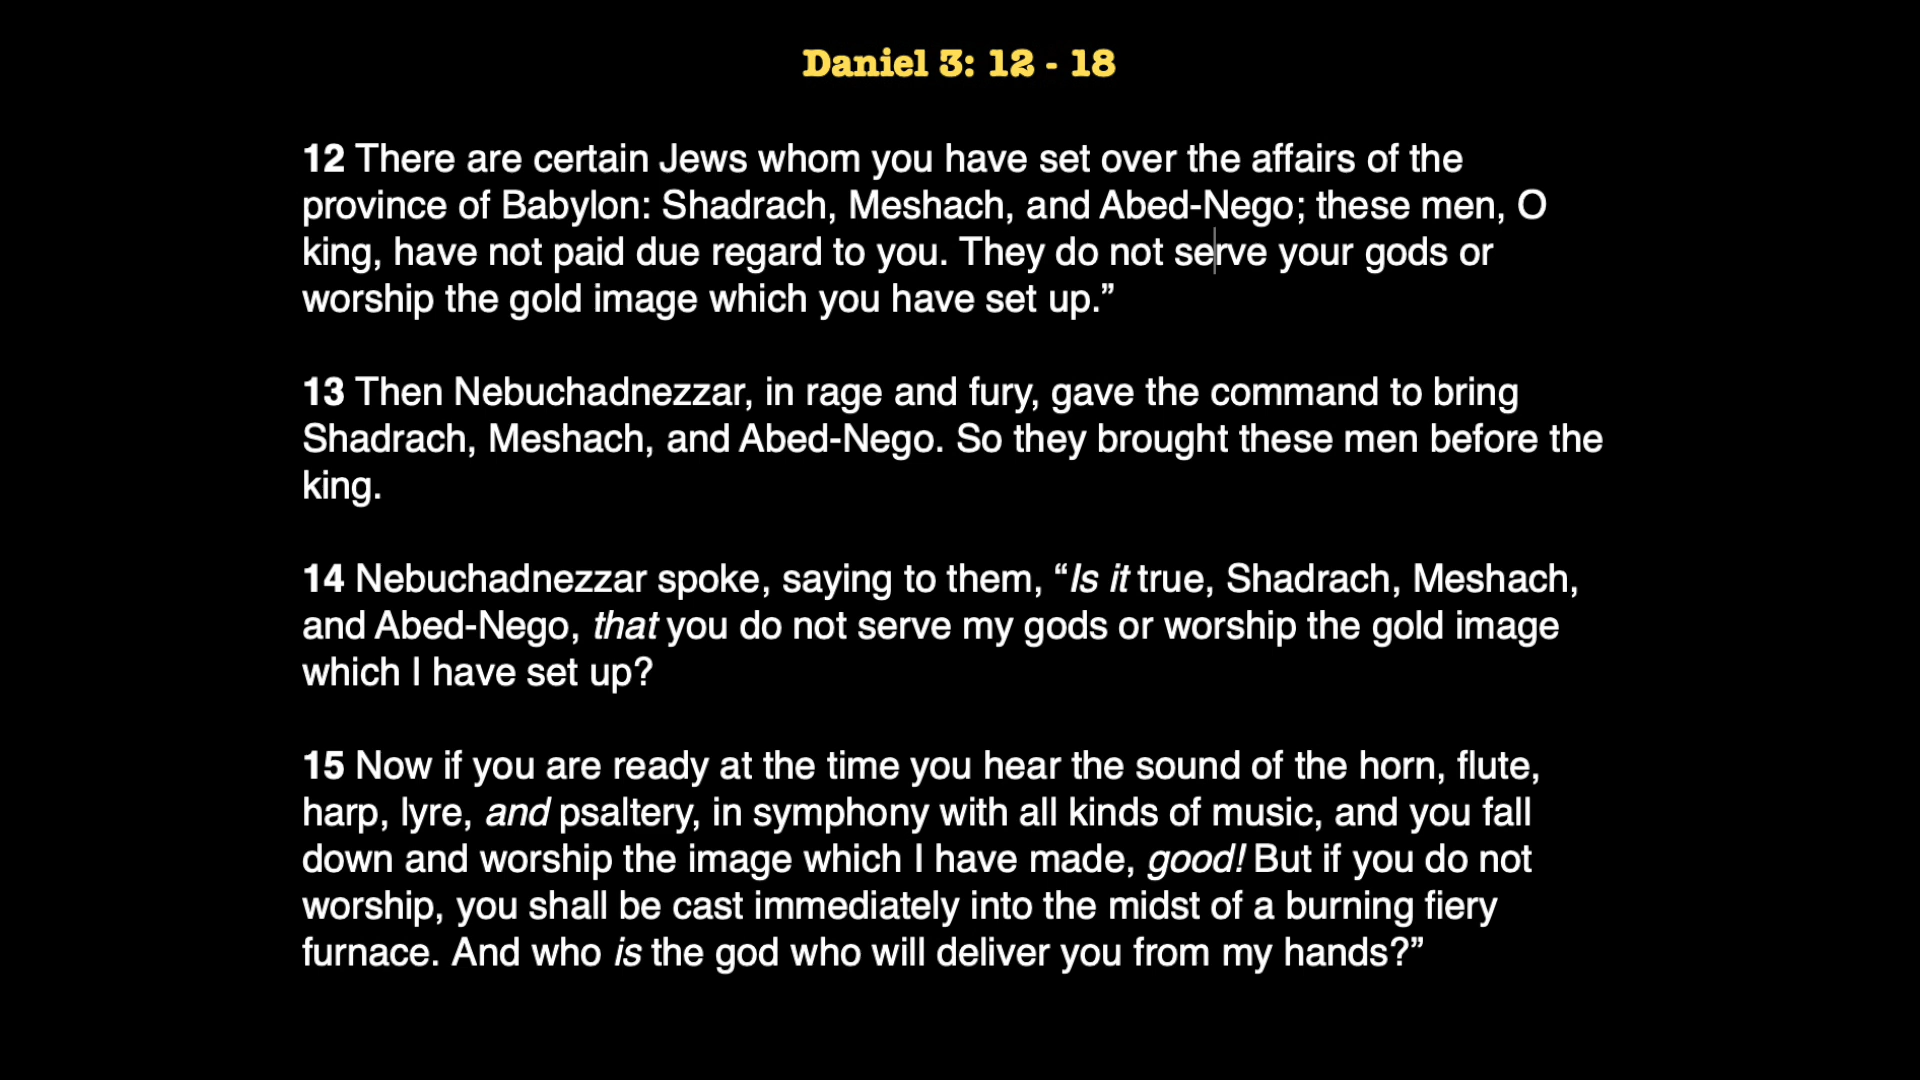 Daniel 3: 12 - 18
12 There are certain Jews whom you have set over the affairs of the
province of Babylon: Shadrach, Meshach, and Abed-Nego; these men, O
king, have not paid due regard to you. They do not serve your gods or
worship the gold image which you have set up.”
13 Then Nebuchadnezzar, in rage and fury, gave the command to bring
Shadrach, Meshach, and Abed-Nego. So they brought these men before the
king.
14 Nebuchadnezzar spoke, saying to them, “Is it true, Shadrach, Meshach,
and Abed-Nego, that you do not serve my gods or worship the gold image
which I have set up?
15 Now if you are ready at the time you hear the sound of the horn, flute,
harp, lyre, and psaltery, in symphony with all kinds of music, and you fall
down and worship the image which I have made, good! But if you do not
worship, you shall be cast immediately into the midst of a burning fiery
furnace. And who is the god who will deliver you from my hands?”